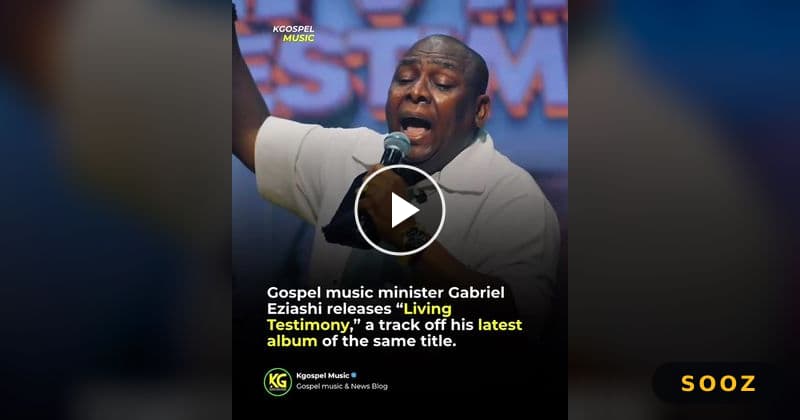 KGOSPEL
MUSIC
Gospel music minister Gabriel
Eziashi releases “Living
Testimony,” a track off his latest
album of the same title.
KG
Kgospel Music
Gospel music & News Blog
SOOZ